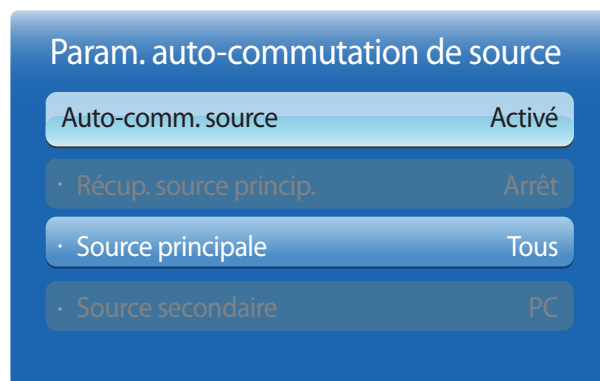 Param. auto-commutation de source
Auto-comm. source Activé
· Récup. source princip. Arrêt
· Source principale Tous
· Source secondaire PC